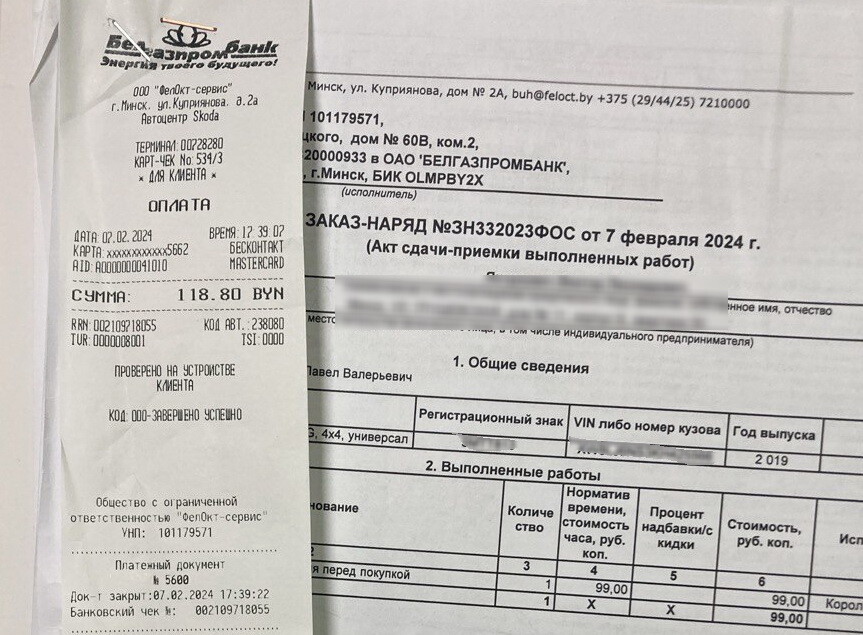 Белгазпромбанк
Энергия твоего будущего!
ООО "ФелОкт-сервис"
г.Минск, ул.Куприянова, д.2а
Автоцентр Skoda
ТЕРМИНАЛ: 00728280
КАРТ-ЧЕК No: 534/3
* ДЛЯ КЛИЕНТА *
ОПЛАТА
ДАТА: 07.02.2024 ВРЕМЯ: 17:39:07
КАРТА: xxxxxxxxxxxx5662 БЕСКОНТАКТ
AID: A0000000041010 MASTERCARD
СУММА: 118.80 BYN
RRN: 002109718055 КОД АВТ.: 238080
TVR: 0000008001 TSI: 0000
ПРОВЕРЕНО НА УСТРОЙСТВЕ
КЛИЕНТА
КОД: 000-ЗАВЕРШЕНО УСПЕШНО
Общество с ограниченной
ответственностью "ФелОкт-сервис"
УНП: 101179571
Платежный документ
№ 5600
Док-т закрыт:07.02.2024 17:39:22
Банковский чек №: 002109718055
Минск, ул. Куприянова, дом № 2А, buh@feloct.by +375 (29/44/25) 7210000
101179571,
цкого, дом № 60В, ком.2,
20000933 в ОАО 'БЕЛГАЗПРОМБАНК',
, г.Минск, БИК OLMPBY2X
(исполнитель)
ЗАКАЗ-НАРЯД №ЗН332023ФОС от 7 февраля 2024 г.
(Акт сдачи-приемки выполненных работ)
нное имя, отчество
место
в том числе индивидуального предпринимателя)
1. Общие сведения
Павел Валерьевич
Регистрационный знак VIN либо номер кузова Год выпуска
G, 4x4, универсал 2 019
2. Выполненные работы
нование Количе ство Норматив времени, стоимость часа, руб. коп. Процент надбавки/с кидки Стоимость, руб. коп. Исп
2 3 4 5 6
я перед покупкой 1 99,00 99,00 Корол
1 X X 99,00